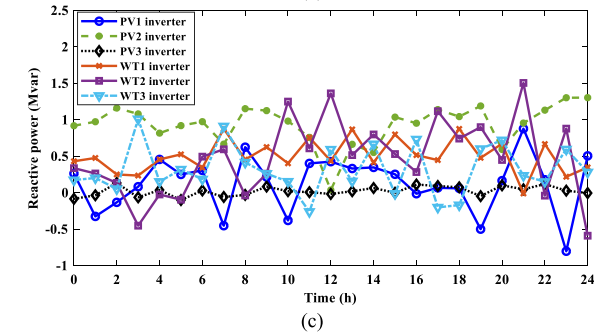 2.5
2
1.5
1
0.5
0
-0.5
-1
Reactive power (Mvar)
PV1 inverter
PV2 inverter
PV3 inverter
WT1 inverter
WT2 inverter
WT3 inverter
0 2 4 6 8 10 12 14 16 18 20 22 24
Time (h)
(c)